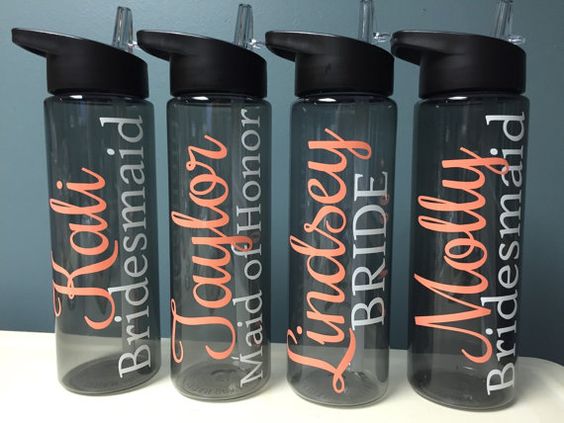 Kali
Bridesmaid
Taylor
Maid of Honor
Lindsey
BRIDE
Molly
Bridesmaid